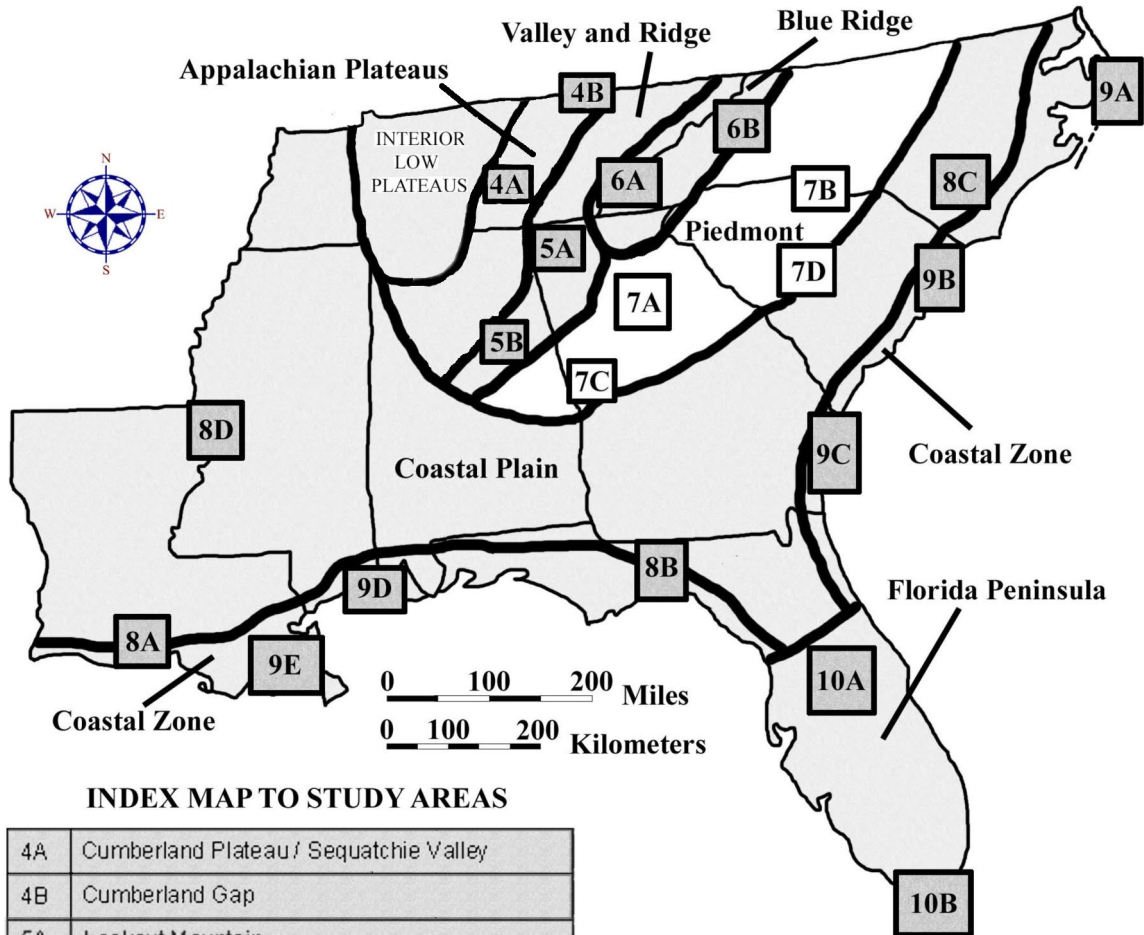 Blue Ridge
Valley and Ridge
Appalachian Plateaus
4B
9A
6B
INTERIOR
LOW
PLATEAUS
N
W
E
S
4A
6A
7B
8C
Piedmont
5A
7D
9B
7A
5B
7C
8D
9C
Coastal Zone
Coastal Plain
8B
9D
Florida Peninsula
8A
9E
10A
Coastal Zone
0 100 200 Miles
0 100 200 Kilometers
INDEX MAP TO STUDY AREAS
4A Cumberland Plateau / Sequatchie Valley
4B Cumberland Gap
10B